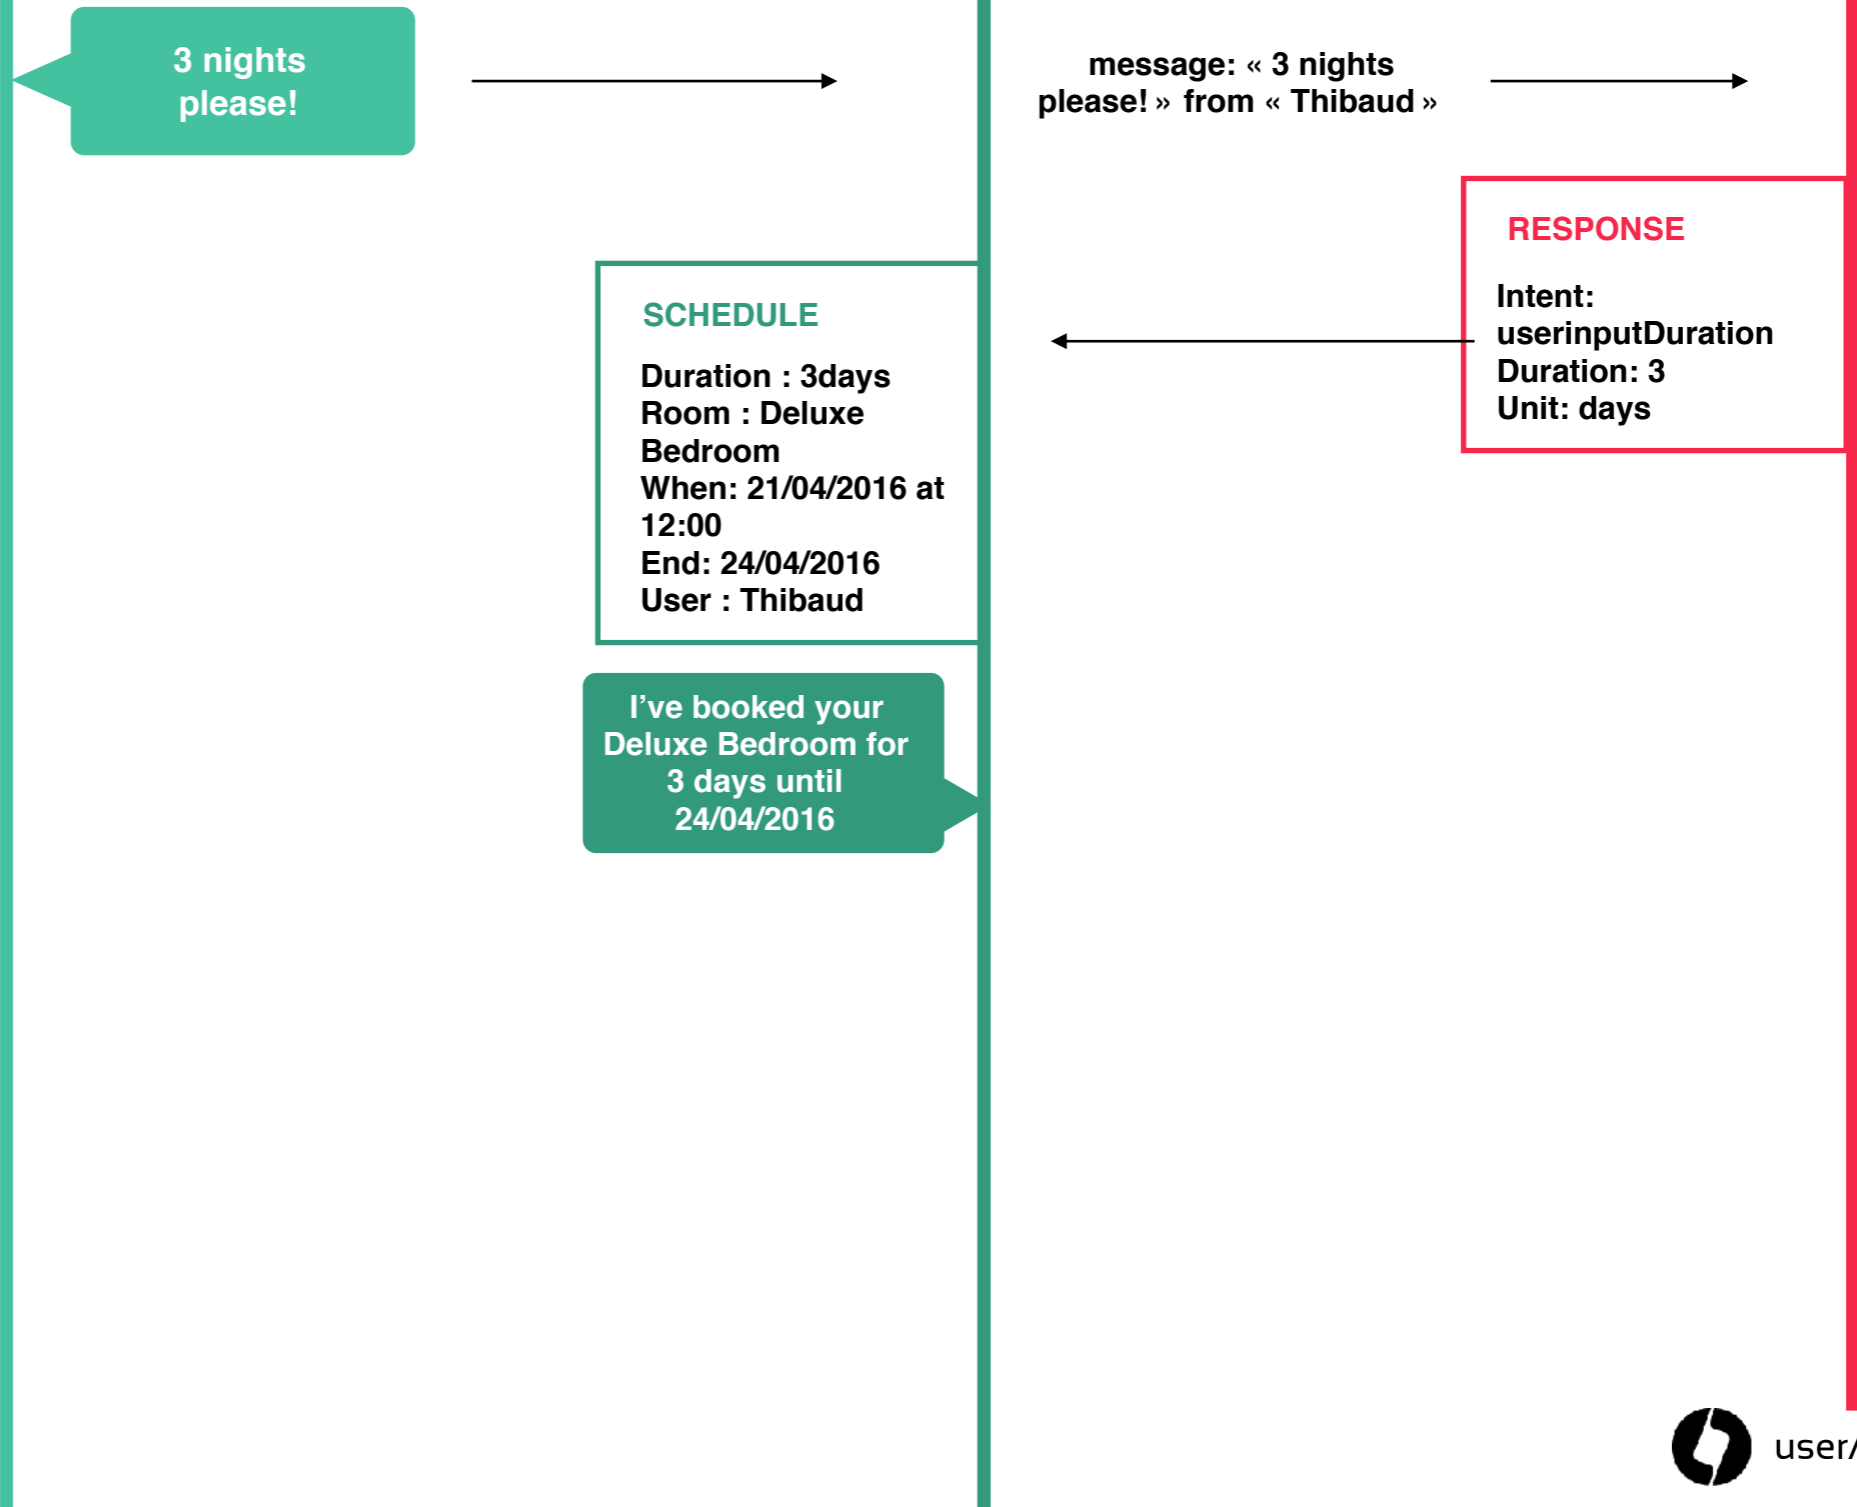 3 nights
please!
message: « 3 nights
please! » from « Thibaud »
RESPONSE
Intent:
userinputDuration
Duration: 3
Unit: days
SCHEDULE
Duration : 3days
Room : Deluxe
Bedroom
When: 21/04/2016 at
12:00
End: 24/04/2016
User : Thibaud
I’ve booked your
Deluxe Bedroom for
3 days until
24/04/2016
user